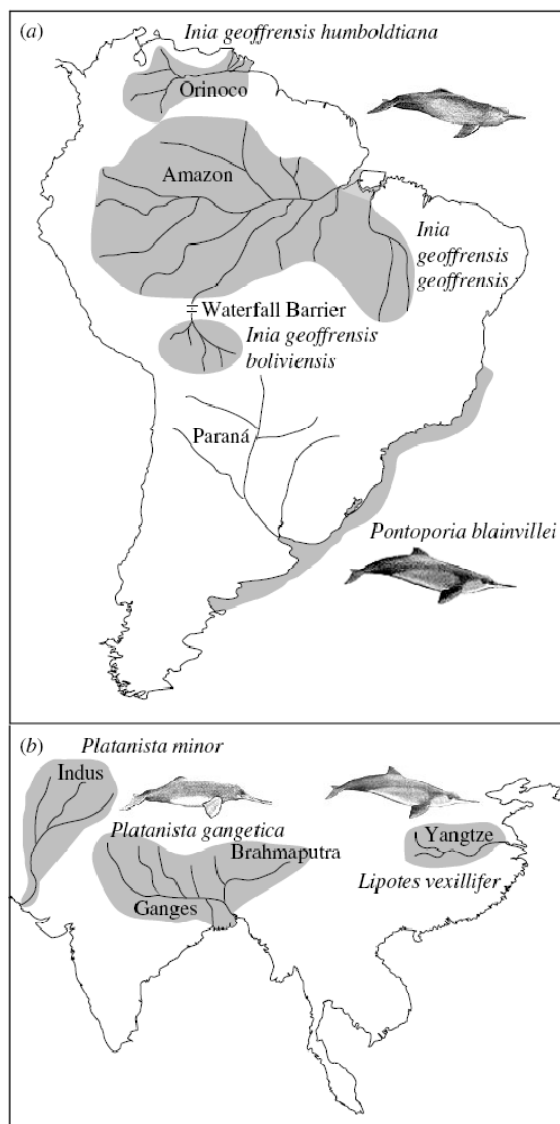 (a)
Inia geoffrensis humboldtiana
Orinoco
Amazon
Inia
geoffrensis
geoffrensis
Waterfall Barrier
Inia geoffrensis
boliviensis
Paraná
Pontoporia blainvillei
(b)
Platanista minor
Indus
Platanista gangetica
Brahmaputra
Ganges
Yangtze
Lipotes vexillifer